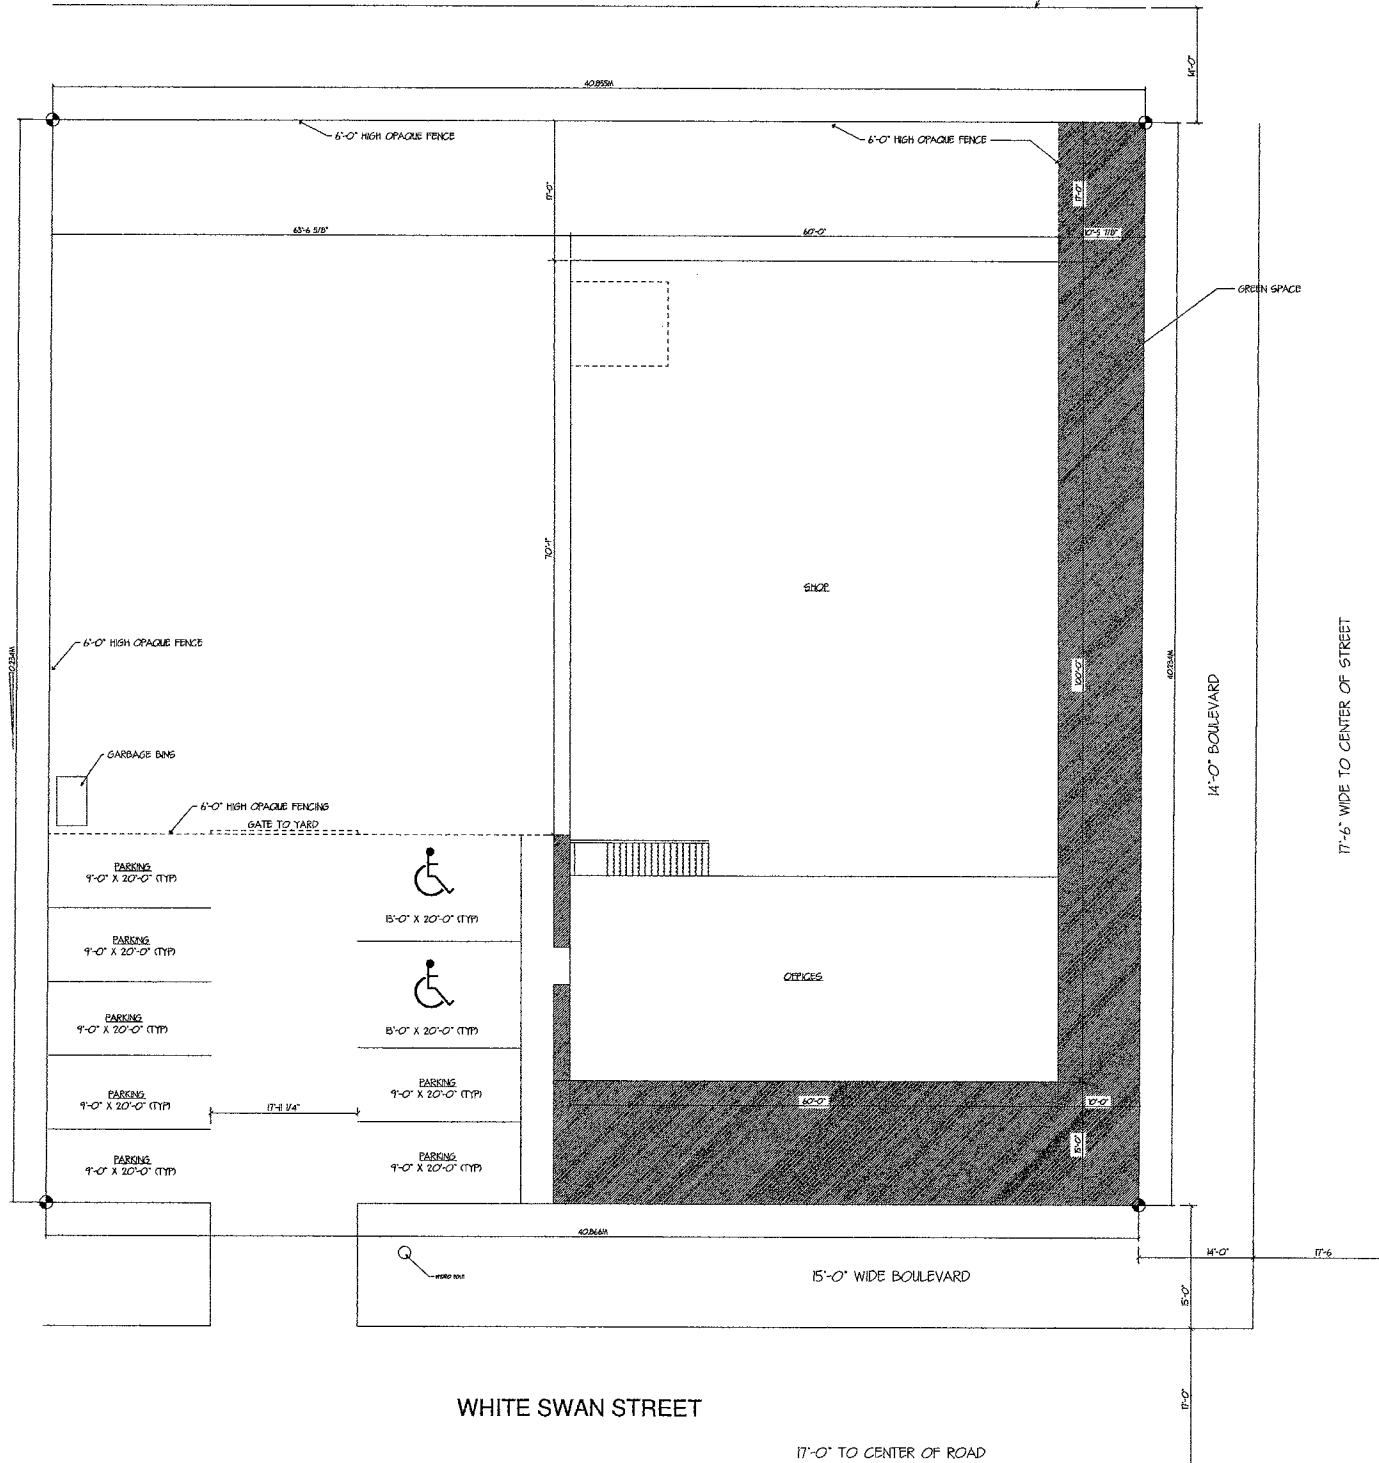 14'-0"
40.855M
6'-0" HIGH OPAQUE FENCE
6'-0" HIGH OPAQUE FENCE
17'-0"
17'-0"
63'-6 5/8"
60'-0"
10'-5 7/8"
GREEN SPACE
70'-1"
SHOP
6'-0" HIGH OPAQUE FENCE
100'-0"
40.234M
40.234M
14'-0" BOULEVARD
17'-6" WIDE TO CENTER OF STREET
GARBAGE BINS
6'-0" HIGH OPAQUE FENCING
GATE TO YARD
PARKING
9'-0" X 20'-0" (TYP)
13'-0" X 20'-0" (TYP)
PARKING
9'-0" X 20'-0" (TYP)
OFFICES
PARKING
9'-0" X 20'-0" (TYP)
13'-0" X 20'-0" (TYP)
PARKING
9'-0" X 20'-0" (TYP)
PARKING
9'-0" X 20'-0" (TYP)
17'-11 1/4"
60'-0"
10'-0"
15'-0"
PARKING
9'-0" X 20'-0" (TYP)
PARKING
9'-0" X 20'-0" (TYP)
40.866M
14'-0"
17'-6
15'-0" WIDE BOULEVARD
15'-0"
WHITE SWAN STREET
17'-0"
17'-0" TO CENTER OF ROAD